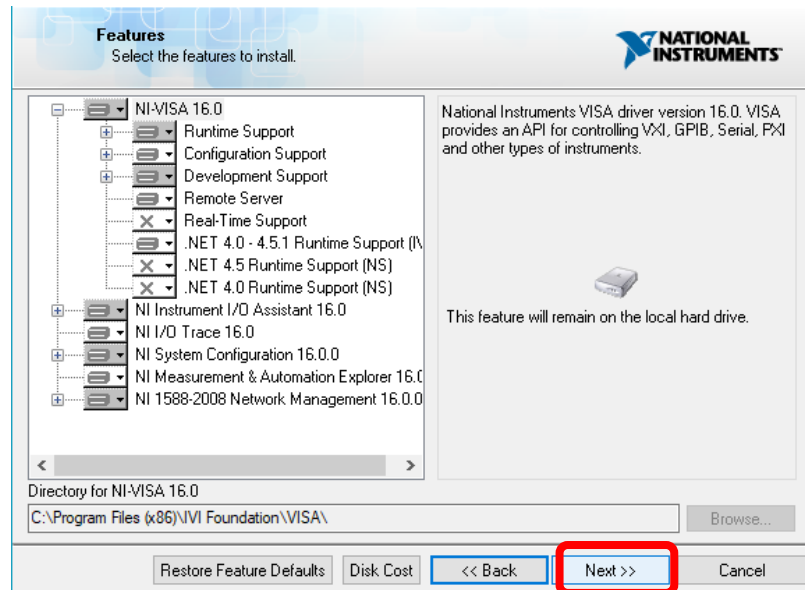 Features
Select the features to install.
NATIONAL
INSTRUMENTS
NI-VISA 16.0
Runtime Support
Configuration Support
Development Support
Remote Server
Real-Time Support
.NET 4.0 - 4.5.1 Runtime Support (I\
.NET 4.5 Runtime Support (NS)
.NET 4.0 Runtime Support (NS)
NI Instrument I/O Assistant 16.0
NI I/O Trace 16.0
NI System Configuration 16.0.0
NI Measurement & Automation Explorer 16.(
NI 1588-2008 Network Management 16.0.0
National Instruments VISA driver version 16.0. VISA
provides an API for controlling VXI, GPIB, Serial, PXI
and other types of instruments.
This feature will remain on the local hard drive.
Directory for NI-VISA 16.0
C:\Program Files (x86)\IVI Foundation\VISA\
Browse...
Restore Feature Defaults
Disk Cost
<< Back
Next >>
Cancel